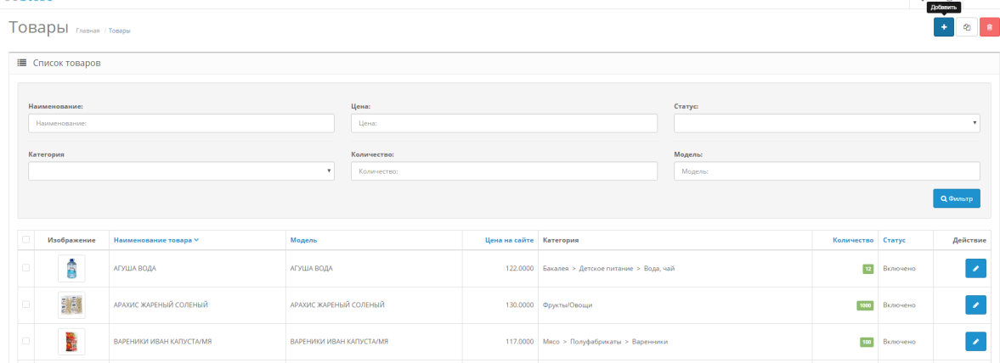 Добавить
Товары Главная / Товары
Список товаров
Наименование: Цена: Статус:
Наименование: Цена:
Категория Количество: Модель:
Количество: Модель:
Фильтр
Изображение Наименование товара Модель Цена на сайте Категория Количество Статус Действие
АГУША ВОДА АГУША ВОДА 122.0000 Бакалея > Детское питание > Вода, чай 12 Включено
АРАХИС ЖАРЕНЫЙ СОЛЕНЫЙ АРАХИС ЖАРЕНЫЙ СОЛЕНЫЙ 130.0000 Фрукты/Овощи 1000 Включено
ВАРЕНИКИ ИВАН КАПУСТА/МЯ ВАРЕНИКИ ИВАН КАПУСТА/МЯ 117.0000 Мясо > Полуфабрикаты > Варенники 100 Включено